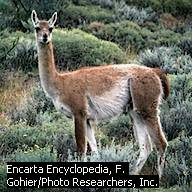 Encarta Encyclopedia, F.
Gohier/Photo Researchers, Inc.